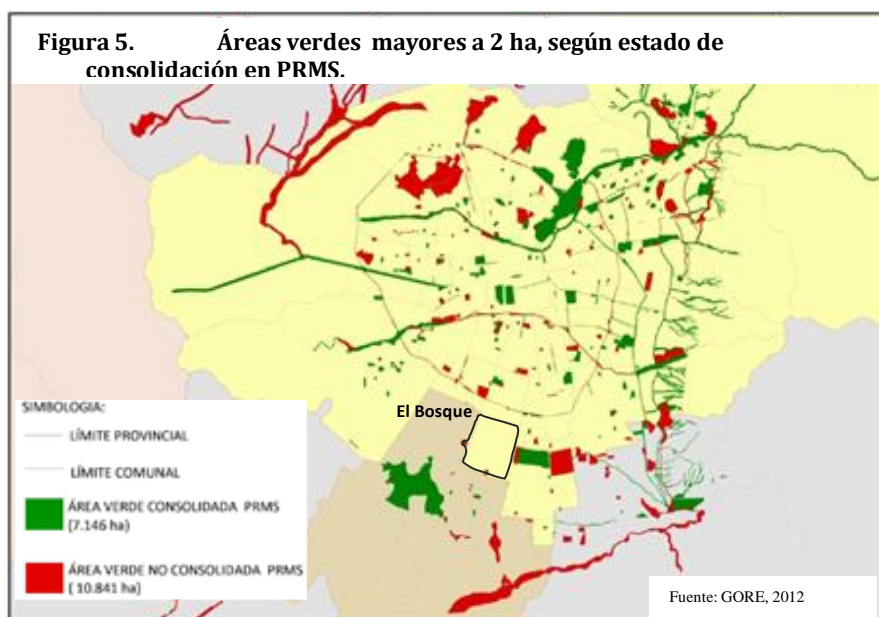 Figura 5. Áreas verdes mayores a 2 ha, según estado de
consolidación en PRMS.
El Bosque
SIMBOLOGIA:
LÍMITE PROVINCIAL
LÍMITE COMUNAL
ÁREA VERDE CONSOLIDADA PRMS
(7.146 ha)
ÁREA VERDE NO CONSOLIDADA PRMS
( 10.841 ha)
Fuente: GORE, 2012